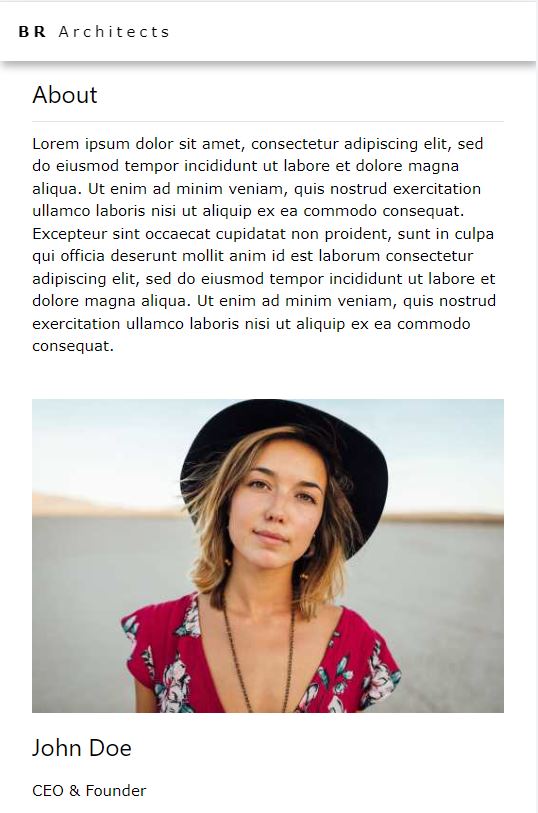 BR Architects
About
Lorem ipsum dolor sit amet, consectetur adipiscing elit, sed
do eiusmod tempor incididunt ut labore et dolore magna
aliqua. Ut enim ad minim veniam, quis nostrud exercitation
ullamco laboris nisi ut aliquip ex ea commodo consequat.
Excepteur sint occaecat cupidatat non proident, sunt in culpa
qui officia deserunt mollit anim id est laborum consectetur
adipiscing elit, sed do eiusmod tempor incididunt ut labore et
dolore magna aliqua. Ut enim ad minim veniam, quis nostrud
exercitation ullamco laboris nisi ut aliquip ex ea commodo
consequat.
John Doe
CEO & Founder